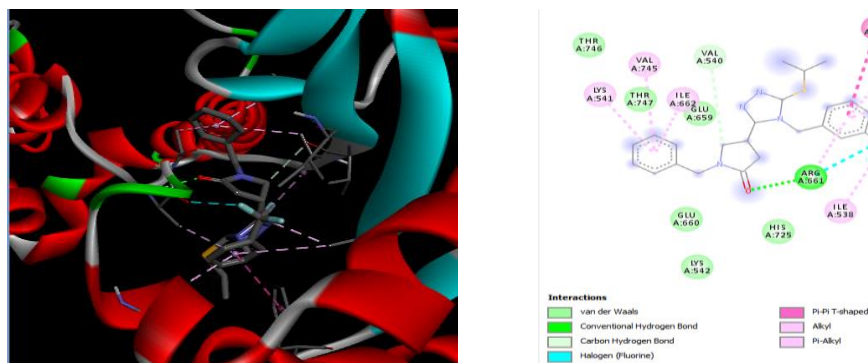 THR
A:746
VAL
A:745
VAL
A:540
LYS
A:541
THR
A:747
ILE
A:662
GLU
A:659
N
N
S
N
N
O
ARG
A:661
ILE
A:538
GLU
A:660
HIS
A:725
LYS
A:542
Interactions
van der Waals
Conventional Hydrogen Bond
Carbon Hydrogen Bond
Halogen (Fluorine)
Pi-Pi T-shaped
Alkyl
Pi-Alkyl